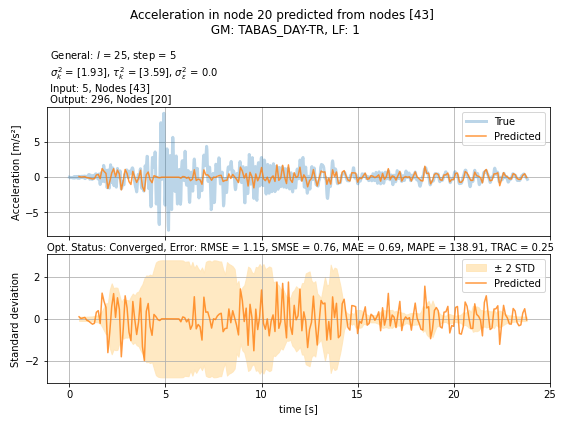 Acceleration in node 20 predicted from nodes [43]
GM: TABAS_DAY-TR, LF: 1
General: l = 25, step = 5
σ²ₖ = [1.93], τ²ₖ = [3.59], σ²ε = 0.0
Input: 5, Nodes [43]
Output: 296, Nodes [20]
True
Predicted
5
0
−5
Acceleration [m/s²]
Opt. Status: Converged, Error: RMSE = 1.15, SMSE = 0.76, MAE = 0.69, MAPE = 138.91, TRAC = 0.25
± 2 STD
Predicted
2
0
−2
Standard deviation
0 5 10 15 20 25
time [s]